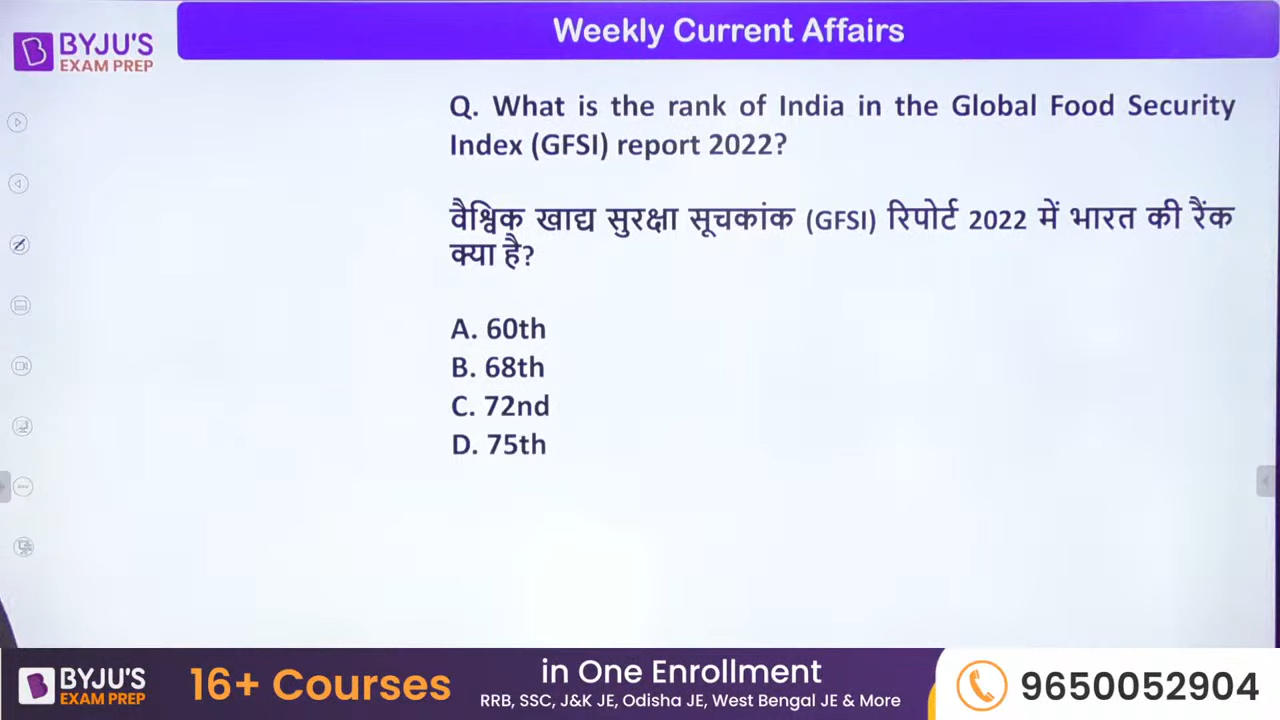 BYJU'S
EXAM PREP
Weekly Current Affairs
Q. What is the rank of India in the Global Food Security
Index (GFSI) report 2022?
वैश्विक खाद्य सुरक्षा सूचकांक (GFSI) रिपोर्ट 2022 में भारत की रैंक
क्या है?
A. 60th
B. 68th
C. 72nd
D. 75th
BYJU'S
EXAM PREP
16+ Courses
in One Enrollment
RRB, SSC, J&K JE, Odisha JE, West Bengal JE & More
9650052904